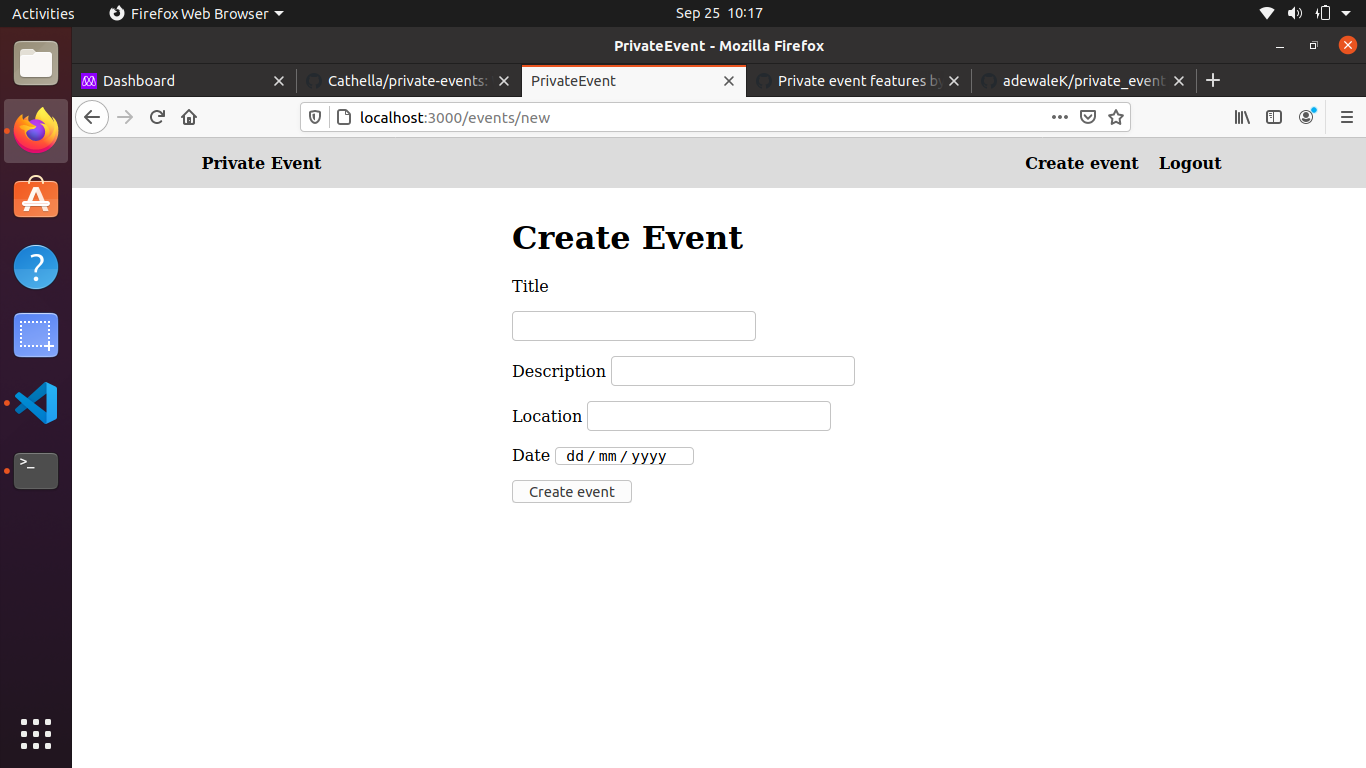 Activities Firefox Web Browser Sep 25 10:17
PrivateEvent - Mozilla Firefox
Dashboard Cathella/private-events: PrivateEvent Private event features by adewaleK/private_event
localhost:3000/events/new
Private Event Create event Logout
Create Event
Title
Description
Location
Date dd / mm / yyyy
Create event